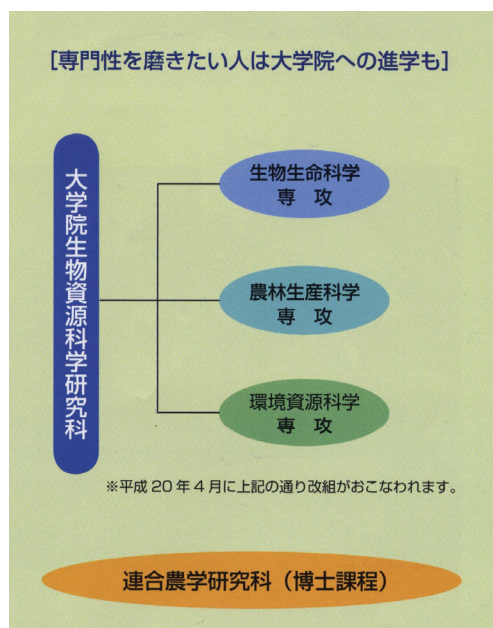 [専門性を磨きたい人は大学院への進学も]
大学院生物資源科学研究科
生物生命科学
専 攻
農林生産科学
専 攻
環境資源科学
専 攻
※平成20年4月に上記の通り改組がおこなわれます。
連合農学研究科(博士課程)